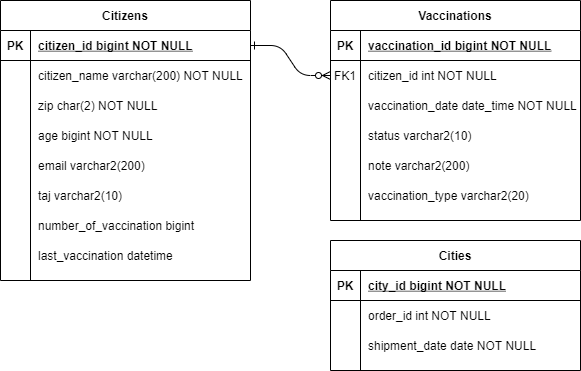 Citizens
PK citizen_id bigint NOT NULL
citizen_name varchar(200) NOT NULL
zip char(2) NOT NULL
age bigint NOT NULL
email varchar2(200)
taj varchar2(10)
number_of_vaccination bigint
last_vaccination datetime
Vaccinations
PK vaccination_id bigint NOT NULL
FK1 citizen_id int NOT NULL
vaccination_date date_time NOT NULL
status varchar2(10)
note varchar2(200)
vaccination_type varchar2(20)
Cities
PK city_id bigint NOT NULL
order_id int NOT NULL
shipment_date date NOT NULL